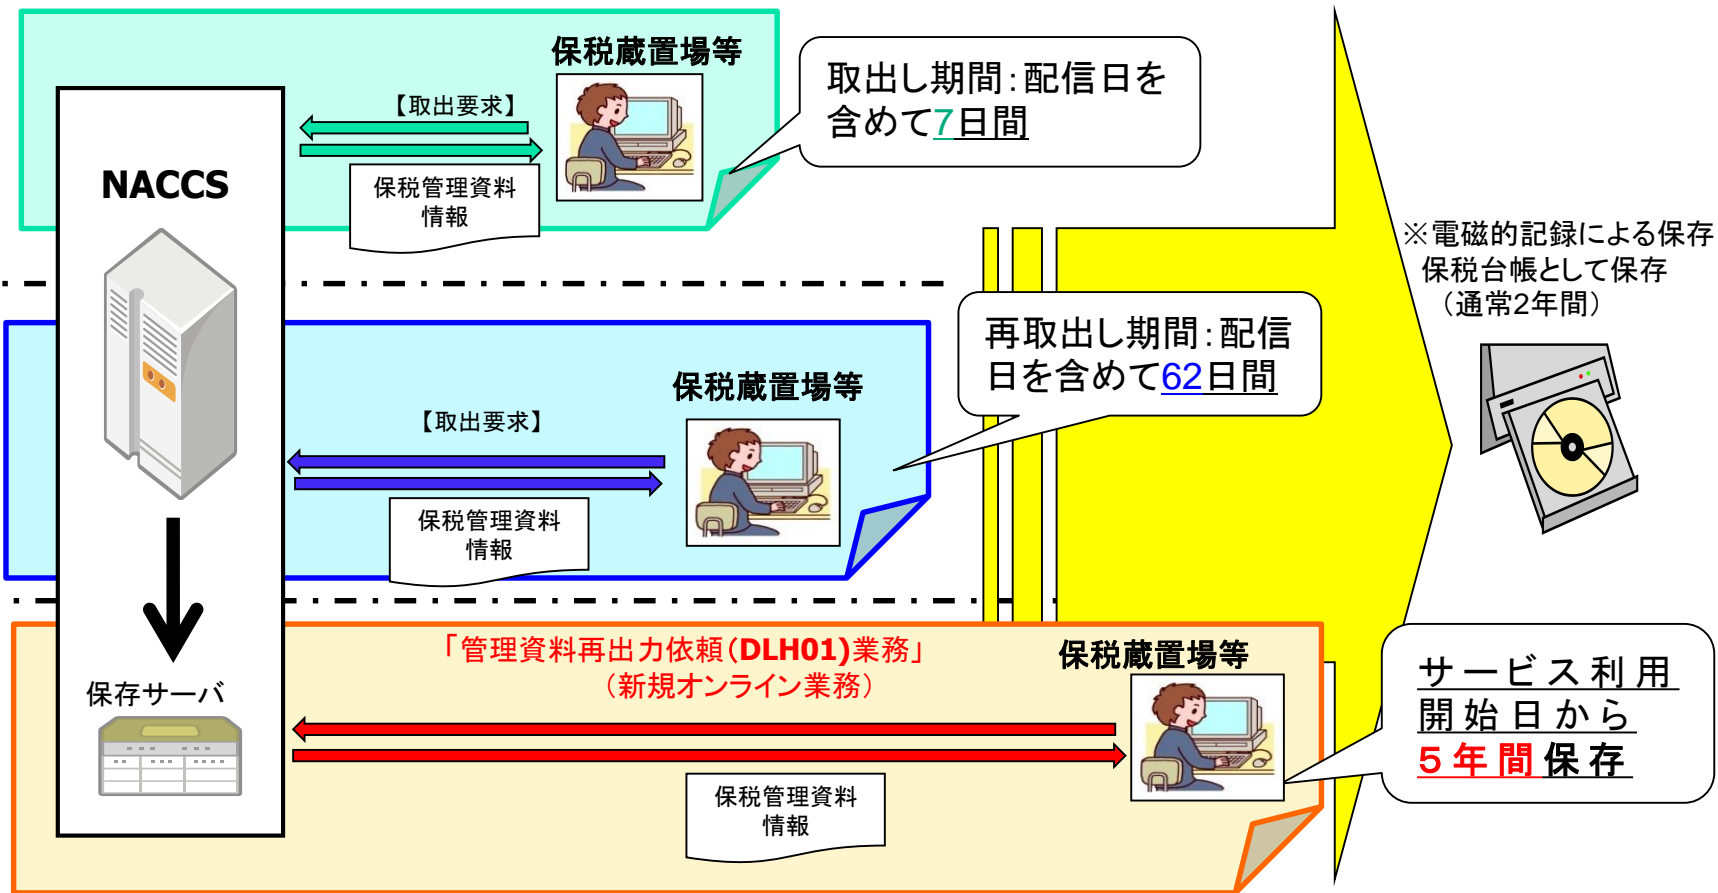 保税蔵置場等
取出し期間：配信日を
含めて7日間
【取出要求】
保税管理資料
情報
NACCS
※電磁的記録による保存
保税台帳として保存
（通常2年間）
再取出し期間：配信
日を含めて62日間
保税蔵置場等
【取出要求】
保税管理資料
情報
「管理資料再出力依頼（DLH01)業務」
（新規オンライン業務）
保税蔵置場等
サービス利用
開始日から
５年間保存
保存サーバ
保税管理資料
情報